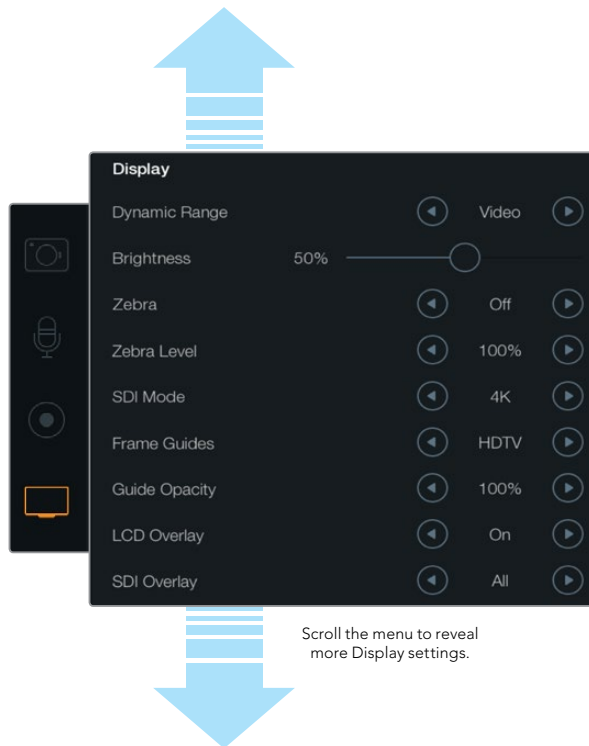 Display
Dynamic Range Video
Brightness 50%
Zebra Off
Zebra Level 100%
SDI Mode 4K
Frame Guides HDTV
Guide Opacity 100%
LCD Overlay On
SDI Overlay All
Scroll the menu to reveal
more Display settings.